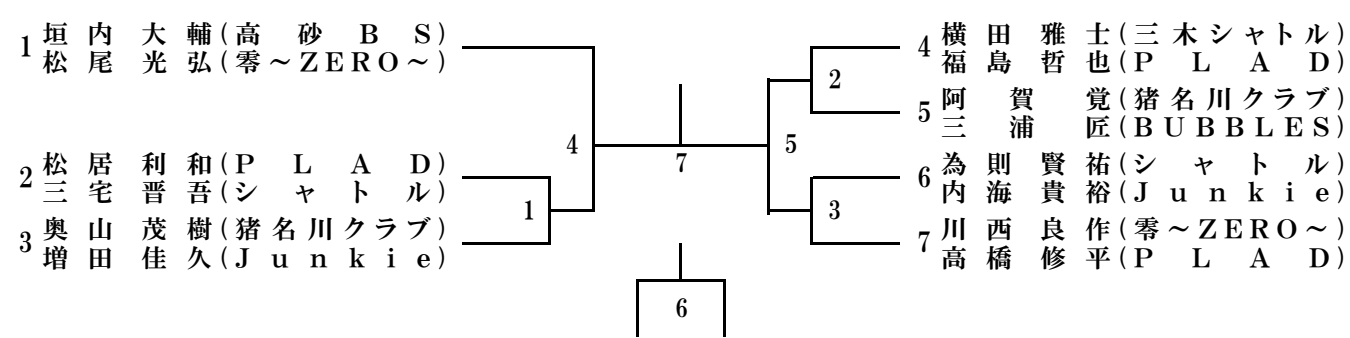 1 垣内大輔(高砂BS)
松尾光弘(零~ZERO~)
2 松居利和(PLAD)
三宅晋吾(シャトル)
3 奥山茂樹(猪名川クラブ)
増田佳久(Junkie)
4
1
7
6
5
2
3
4 横田雅士(三木シャトル)
福島哲也(PLAD)
5 阿賀覚(猪名川クラブ)
三浦匠(BUBBLES)
6 為則賢祐(シャトル)
内海貴裕(Junkie)
7 川西良作(零~ZERO~)
高橋修平(PLAD)